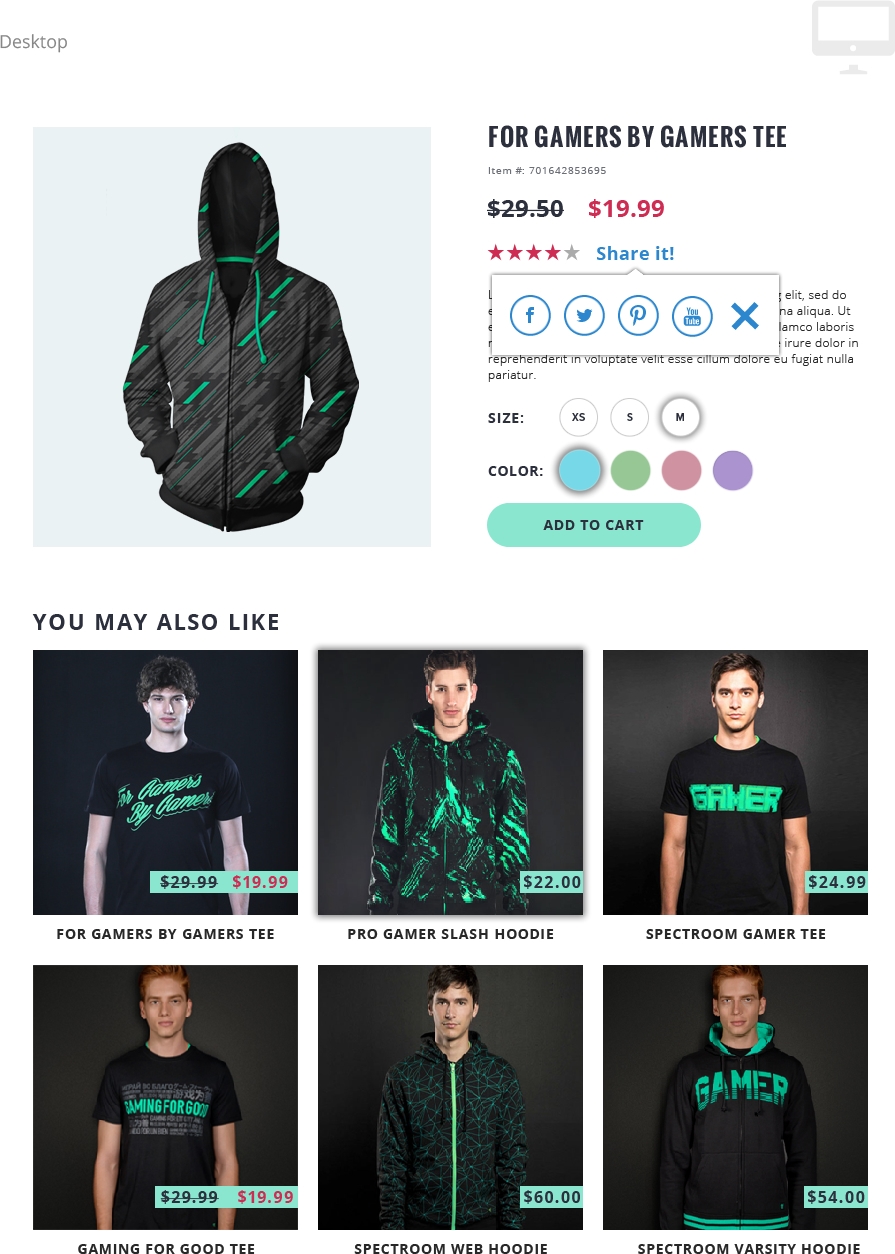 Desktop
FOR GAMERS BY GAMERS TEE
Item #: 701642853695
$29.50 $19.99
Share it!
elit, sed do
f You Tube
na aliqua. Ut
lamco laboris
irure dolor in
reprehenderit in voluptate velit esse cillum dolore eu fugiat nulla
pariatur.
SIZE: XS S M
COLOR:
ADD TO CART
YOU MAY ALSO LIKE
For Gamers
By Gamers
GAMER
$29.99 $19.99
$22.00
$24.99
FOR GAMERS BY GAMERS TEE
PRO GAMER SLASH HOODIE
SPECTROOM GAMER TEE
GAMING FOR GOOD
GAMER
$29.99 $19.99
$60.00
$54.00
GAMING FOR GOOD TEE
SPECTROOM WEB HOODIE
SPECTROOM VARSITY HOODIE